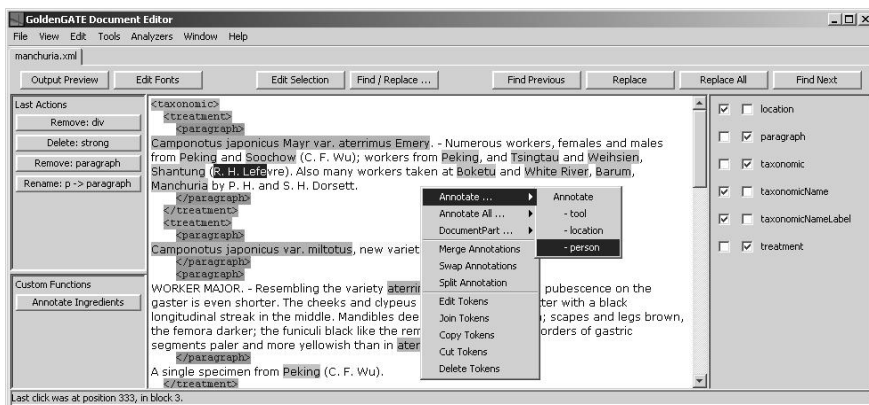 GoldenGATE Document Editor
File View Edit Tools Analyzers Window Help
manchuria.xml
Output Preview Edit Fonts Edit Selection Find / Replace ... Find Previous Replace Replace All Find Next
Last Actions
Remove: div
Delete: strong
Remove: paragraph
Rename: p -> paragraph
Custom Functions
Annotate Ingredients
<taxonomic>
<treatment>
<paragraph>
Camponotus japonicus Mayr var. aterrimus Emery. - Numerous workers, females and males
from Peking and Soochow (C. F. Wu); workers from Peking, and Tsingtau and Weihsien,
Shantung (R. H. Lefevre). Also many workers taken at Boketu and White River, Barum,
Manchuria by P. H. and S. H. Dorsett.
</paragraph>
</treatment>
<treatment>
<paragraph>
Camponotus japonicus var. miltotus, new variet
</paragraph>
<paragraph>
WORKER MAJOR. - Resembling the variety aterri pubescence on the
gaster is even shorter. The cheeks and clypeus ter with a black
longitudinal streak in the middle. Mandibles dee ; scapes and legs brown,
the femora darker; the funiculi black like the rem orders of gastric
segments paler and more yellowish than in ater
</paragraph>
A single specimen from Peking (C. F. Wu).
</treatment>
Annotate ...
Annotate All ...
DocumentPart ...
Merge Annotations
Swap Annotations
Split Annotation
Edit Tokens
Join Tokens
Copy Tokens
Cut Tokens
Delete Tokens
Annotate
- tool
- location
- person
location
paragraph
taxonomic
taxonomicName
taxonomicNameLabel
treatment
Last click was at position 333, in block 3.